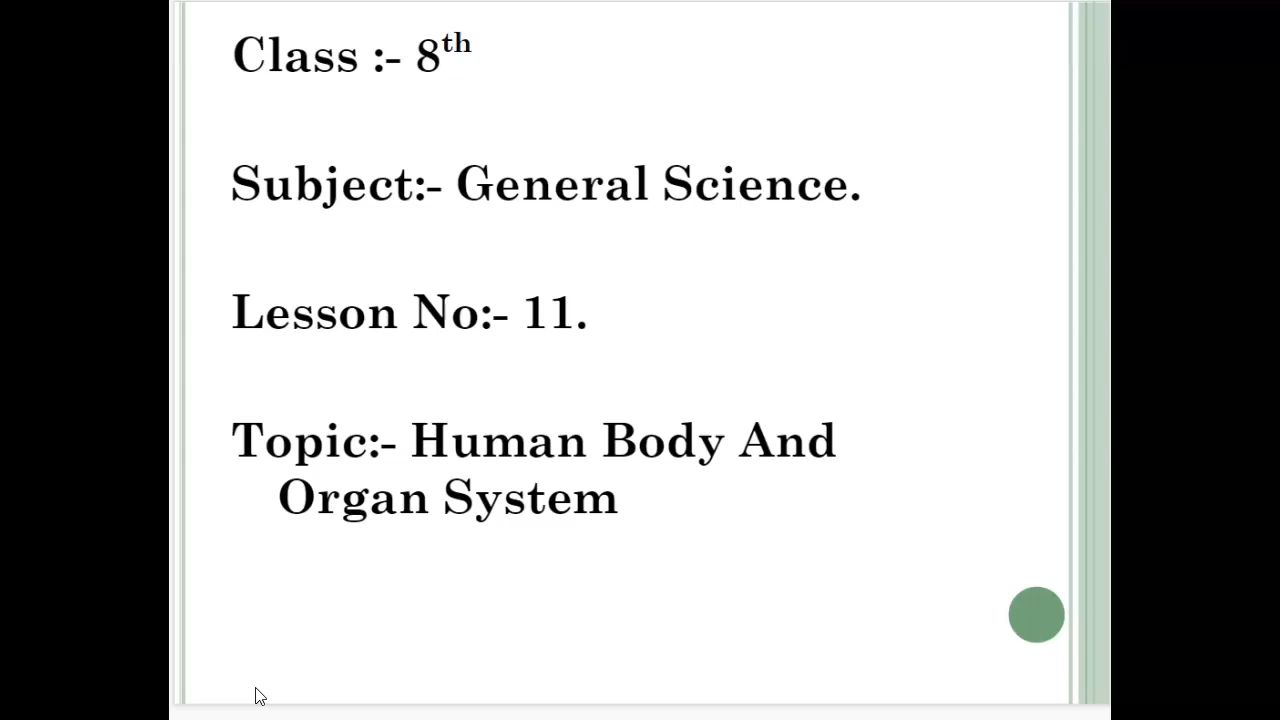 Class :- 8th
Subject:- General Science.
Lesson No:- 11.
Topic:- Human Body And
Organ System